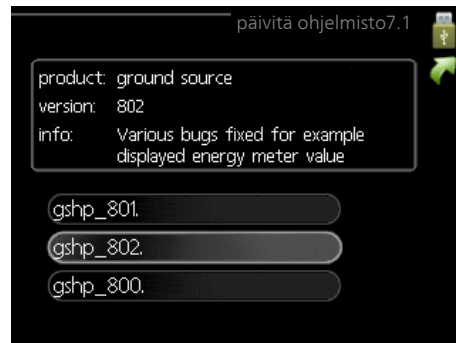 päivitä ohjelmisto7.1
product: ground source
version: 802
info: Various bugs fixed for example
displayed energy meter value
gshp_801.
gshp_802.
gshp_800.